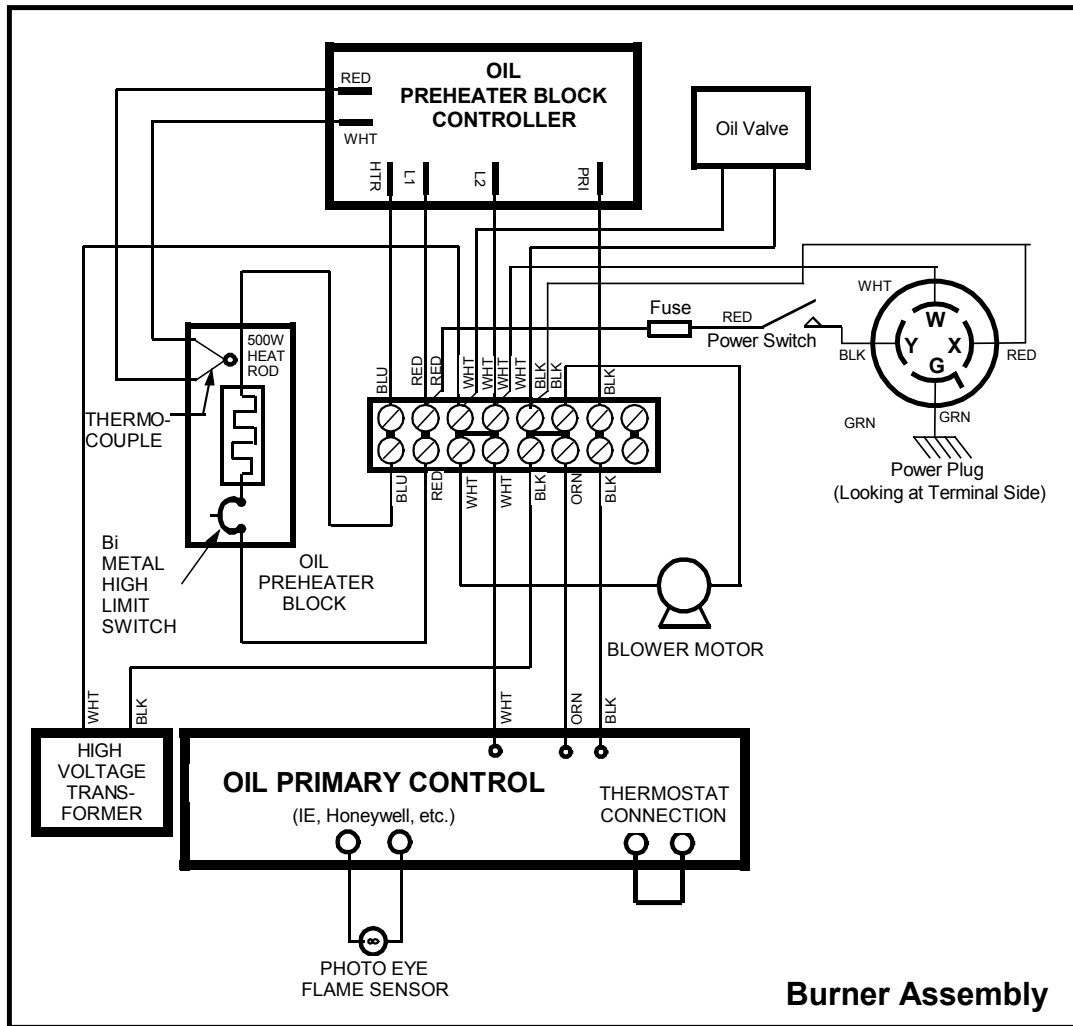 OIL
PREHEATER BLOCK
CONTROLLER
RED
WHT
HTR
L1
L2
PRI
Oil Valve
WHT
Fuse
RED
Power Switch
BLK
W
Y
X
G
RED
GRN
GRN
Power Plug
(Looking at Terminal Side)
500W
HEAT
ROD
THERMO-
COUPLE
BLU
RED
RED
WHT
WHT
WHT
WHT
BLK
BLK
BLK
BLU
RED
WHT
WHT
BLK
ORN
BLK
Bi
METAL
HIGH
LIMIT
SWITCH
OIL
PREHEATER
BLOCK
BLOWER MOTOR
WHT
BLK
WHT
ORN
BLK
HIGH
VOLTAGE
TRANS-
FORMER
OIL PRIMARY CONTROL
(IE, Honeywell, etc.)
THERMOSTAT
CONNECTION
PHOTO EYE
FLAME SENSOR
Burner Assembly